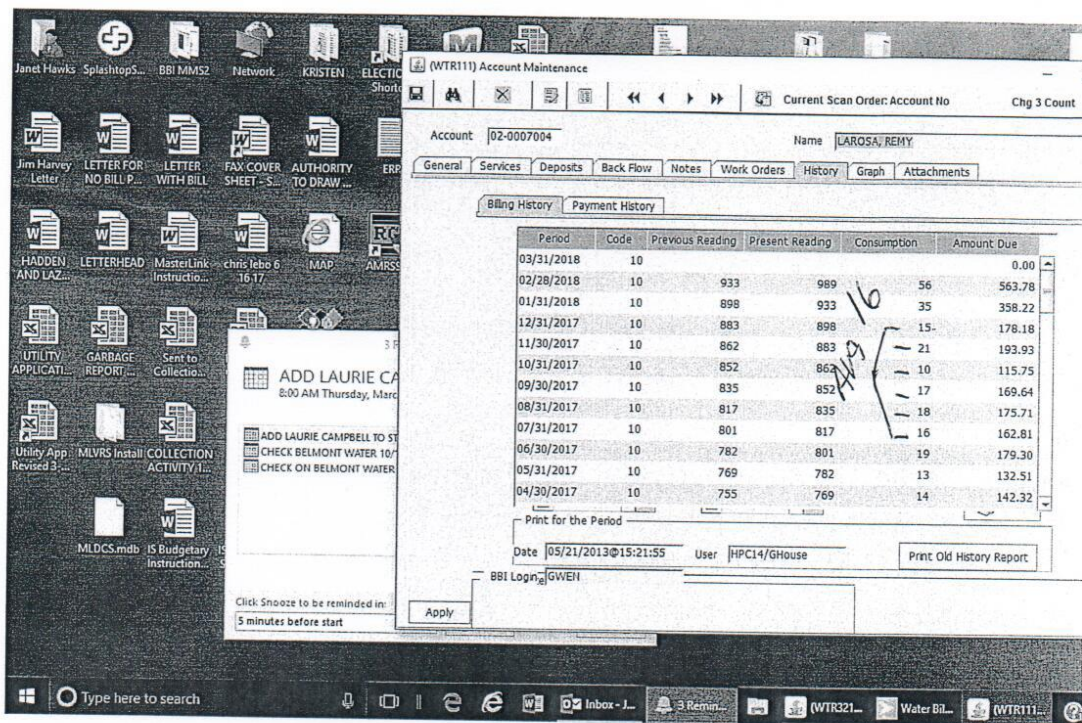 Janet Hawks SplashtopS... BBI MMS2 Network KRISTEN ELECTIO
Shorto
Jim Harvey Letter
LETTER FOR NO BILL P...
LETTER WITH BILL
FAX COVER SHEET - S...
AUTHORITY TO DRAW ...
ERP
HADDEN AND LAZ...
LETTERHEAD
MasterLink Instructio...
chris lebo 6 16 17
MAP
AMRSS
UTILITY APPLICATI...
GARBAGE REPORT ...
Sent to Collectio...
Utility App Revised 3-...
MLVRS Install
COLLECTION ACTIVITY 1...
MLDCS.mdb
IS Budgetary Instruction...
3 R
ADD LAURIE CA
8:00 AM Thursday, Marc
ADD LAURIE CAMPBELL TO ST
CHECK BELMONT WATER 10/
CHECK ON BELMONT WATER
Click Snooze to be reminded in:
5 minutes before start
(WTR111) Account Maintenance
Current Scan Order: Account No Chg 3 Count
Account 02-0007004 Name LAROSA, REMY
General Services Deposits Back Flow Notes Work Orders History Graph Attachments
Billing History Payment History
Period Code Previous Reading Present Reading Consumption Amount Due
03/31/2018 10 0.00
02/28/2018 10 933 989 56 563.78
01/31/2018 10 898 933 35 358.22
12/31/2017 10 883 898 15 178.18
11/30/2017 10 862 883 21 193.93
10/31/2017 10 852 862 10 115.75
09/30/2017 10 835 852 17 169.64
08/31/2017 10 817 835 18 175.71
07/31/2017 10 801 817 16 162.81
06/30/2017 10 782 801 19 179.30
05/31/2017 10 769 782 13 132.51
04/30/2017 10 755 769 14 142.32
Avg 16
Print for the Period
Date 05/21/2013@15:21:55 User HPC14/GHouse Print Old History Report
BBI Login GWEN
Apply
Type here to search
Inbox - J... 3 Remin... (WTR321... Water Bil... (WTR111...